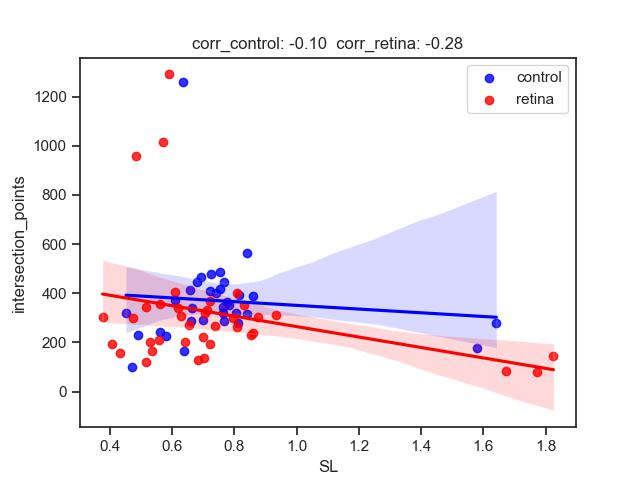 corr_control: -0.10  corr_retina: -0.28
control
retina
intersection_points
1200
1000
800
600
400
200
0
0.4 0.6 0.8 1.0 1.2 1.4 1.6 1.8
SL